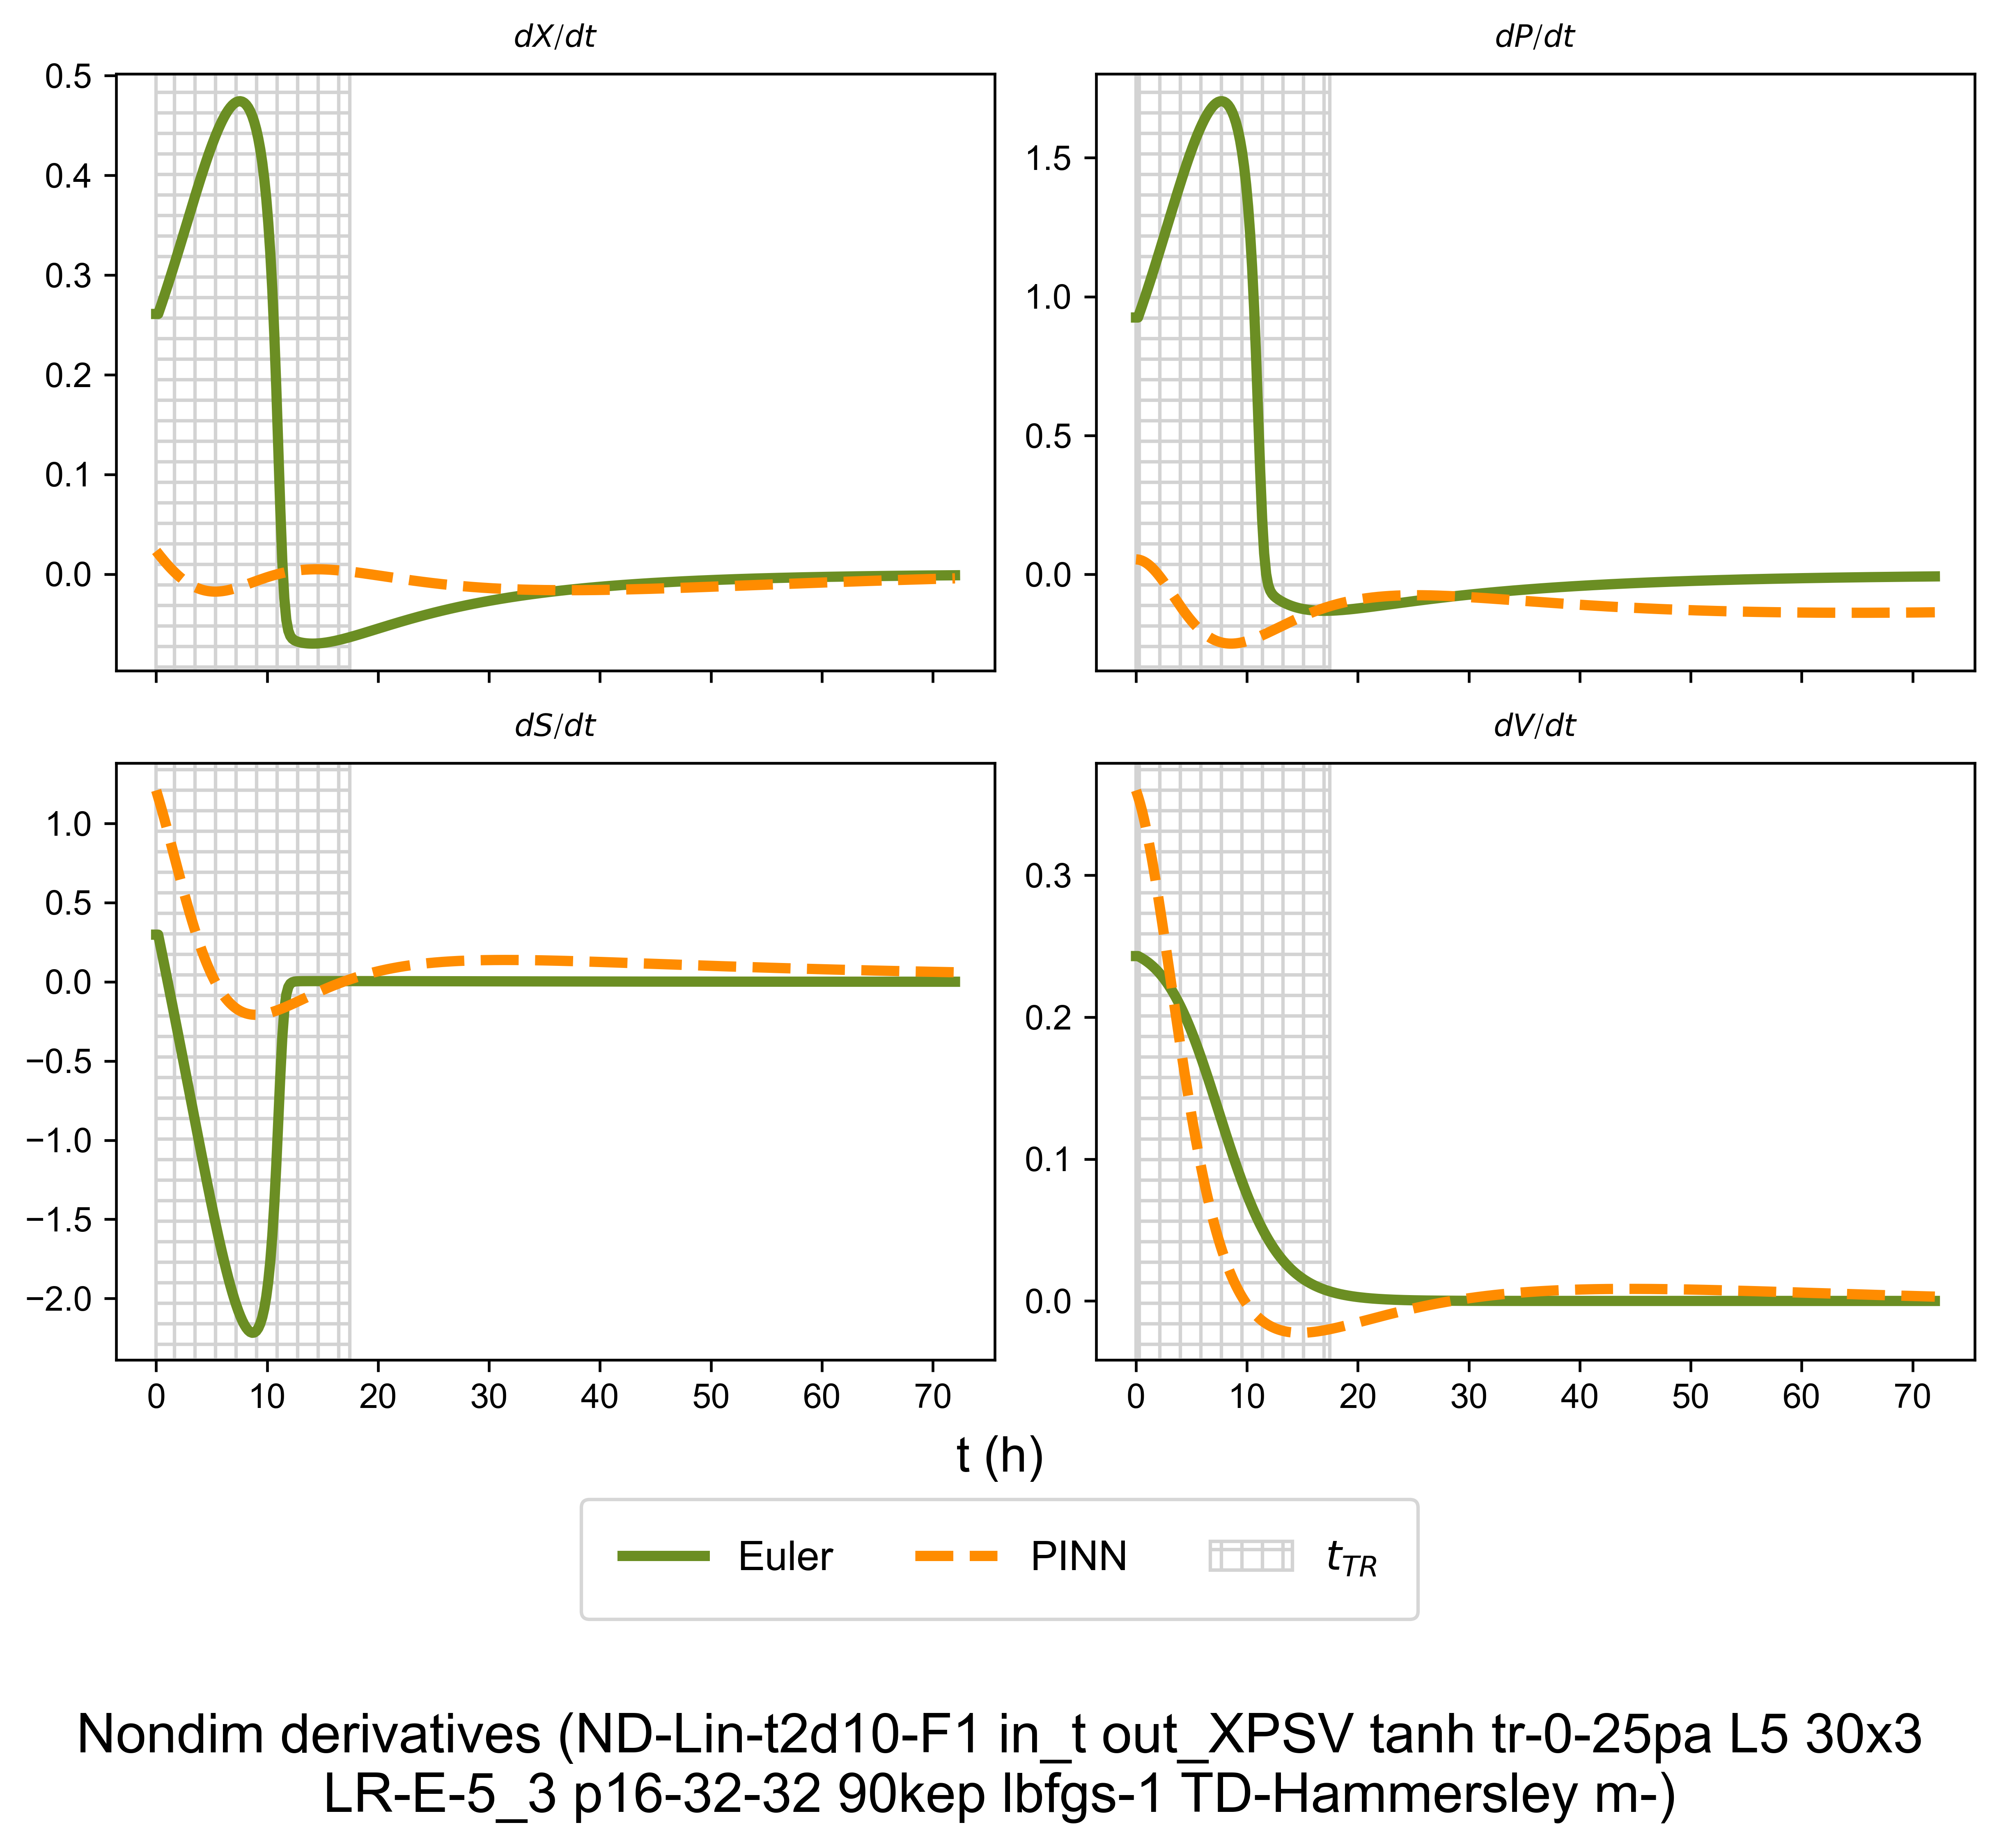 dX/dt
dP/dt
0.5
0.4
0.3
0.2
0.1
0.0
1.5
1.0
0.5
0.0
dS/dt
dV/dt
1.0
0.5
0.0
−0.5
−1.0
−1.5
−2.0
0.3
0.2
0.1
0.0
0 10 20 30 40 50 60 70
0 10 20 30 40 50 60 70
t (h)
Euler PINN t_TR
Nondim derivatives (ND-Lin-t2d10-F1 in_t out_XPSV tanh tr-0-25pa L5 30x3
LR-E-5_3 p16-32-32 90kep lbfgs-1 TD-Hammersley m-)